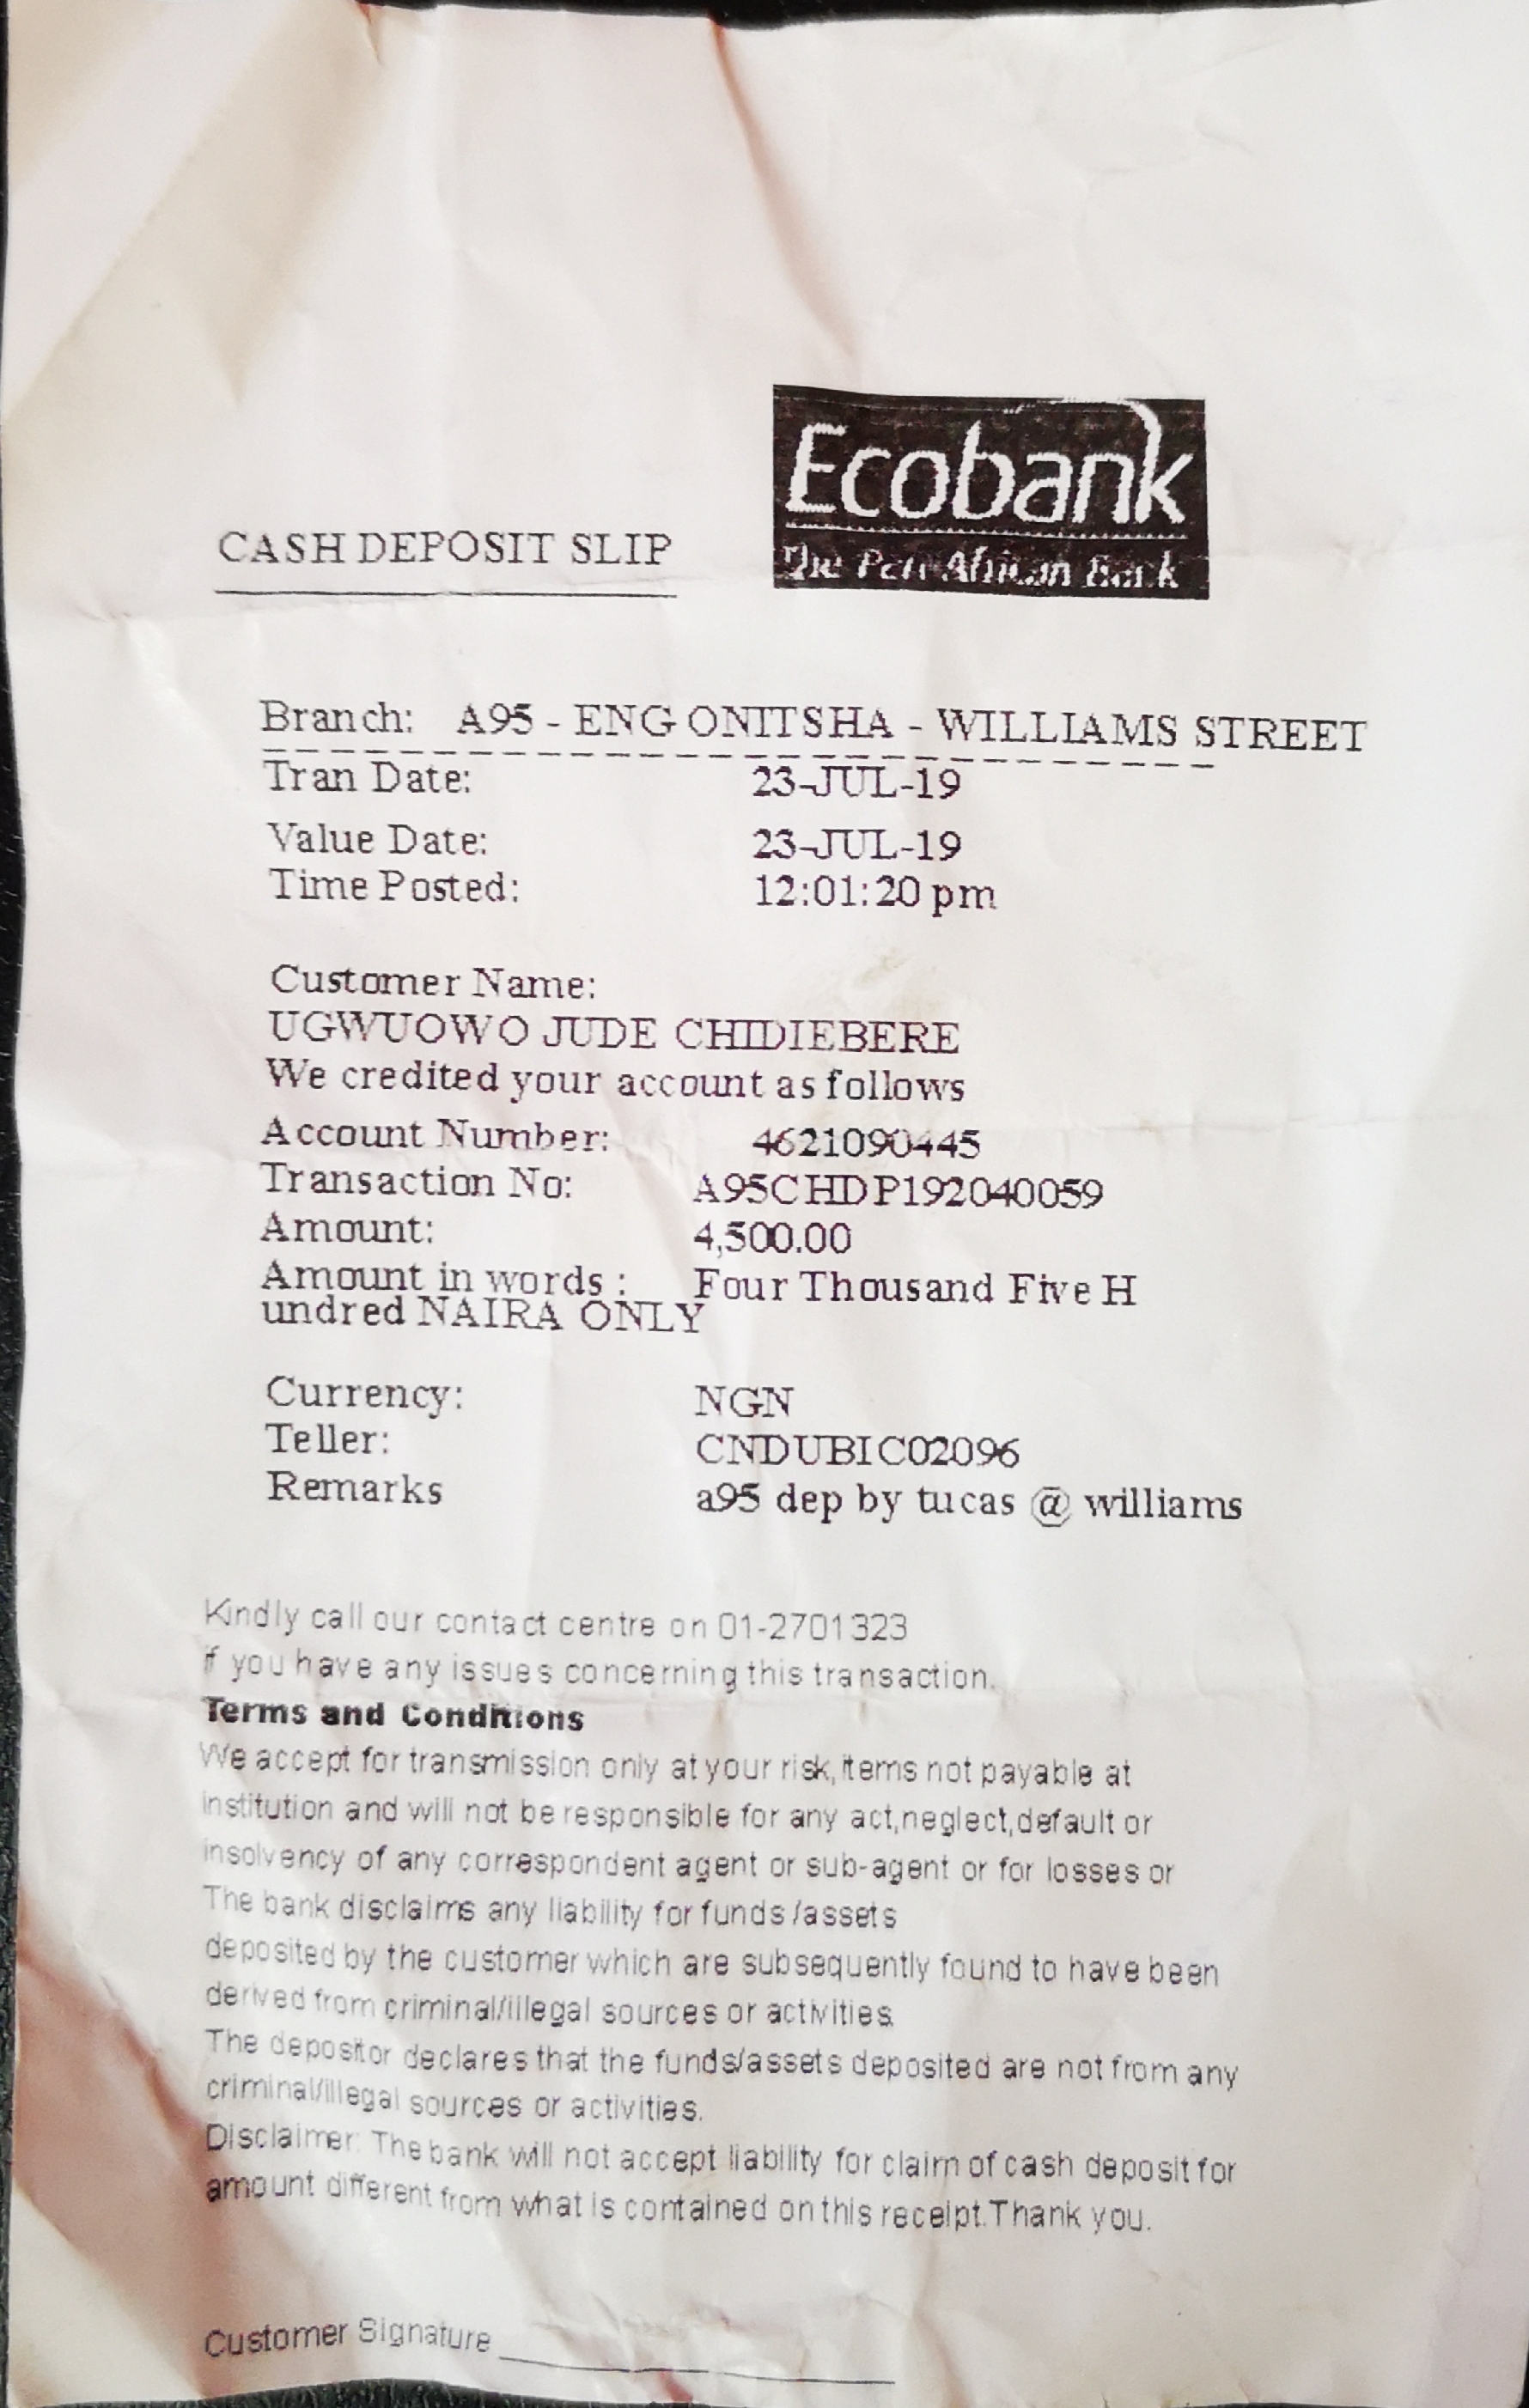 Ecobank
The Pan African Bank
CASH DEPOSIT SLIP
Branch: A95 - ENG ONITSHA - WILLIAMS STREET
Tran Date: 23-JUL-19
Value Date: 23-JUL-19
Time Posted: 12:01:20 pm
Customer Name:
UGWUOWO JUDE CHIDIEBERE
We credited your account as follows
Account Number: 4621090445
Transaction No: A95CHDP192040059
Amount: 4,500.00
Amount in words : Four Thousand Five H
undred NAIRA ONLY
Currency: NGN
Teller: CNDUBIC02096
Remarks a95 dep by tucas @ williams
Kindly call our contact centre on 01-2701323
if you have any issues concerning this transaction.
Terms and Conditions
We accept for transmission only at your risk,items not payable at
institution and will not be responsible for any act,neglect,default or
insolvency of any correspondent agent or sub-agent or for losses or
The bank disclaims any liability for funds/assets
deposited by the customer which are subsequently found to have been
derived from criminal/illegal sources or activities.
The depositor declares that the funds/assets deposited are not from any
criminal/illegal sources or activities.
Disclaimer: The bank will not accept liability for claim of cash deposit for
amount different from what is contained on this receipt.Thank you.
Customer Signature